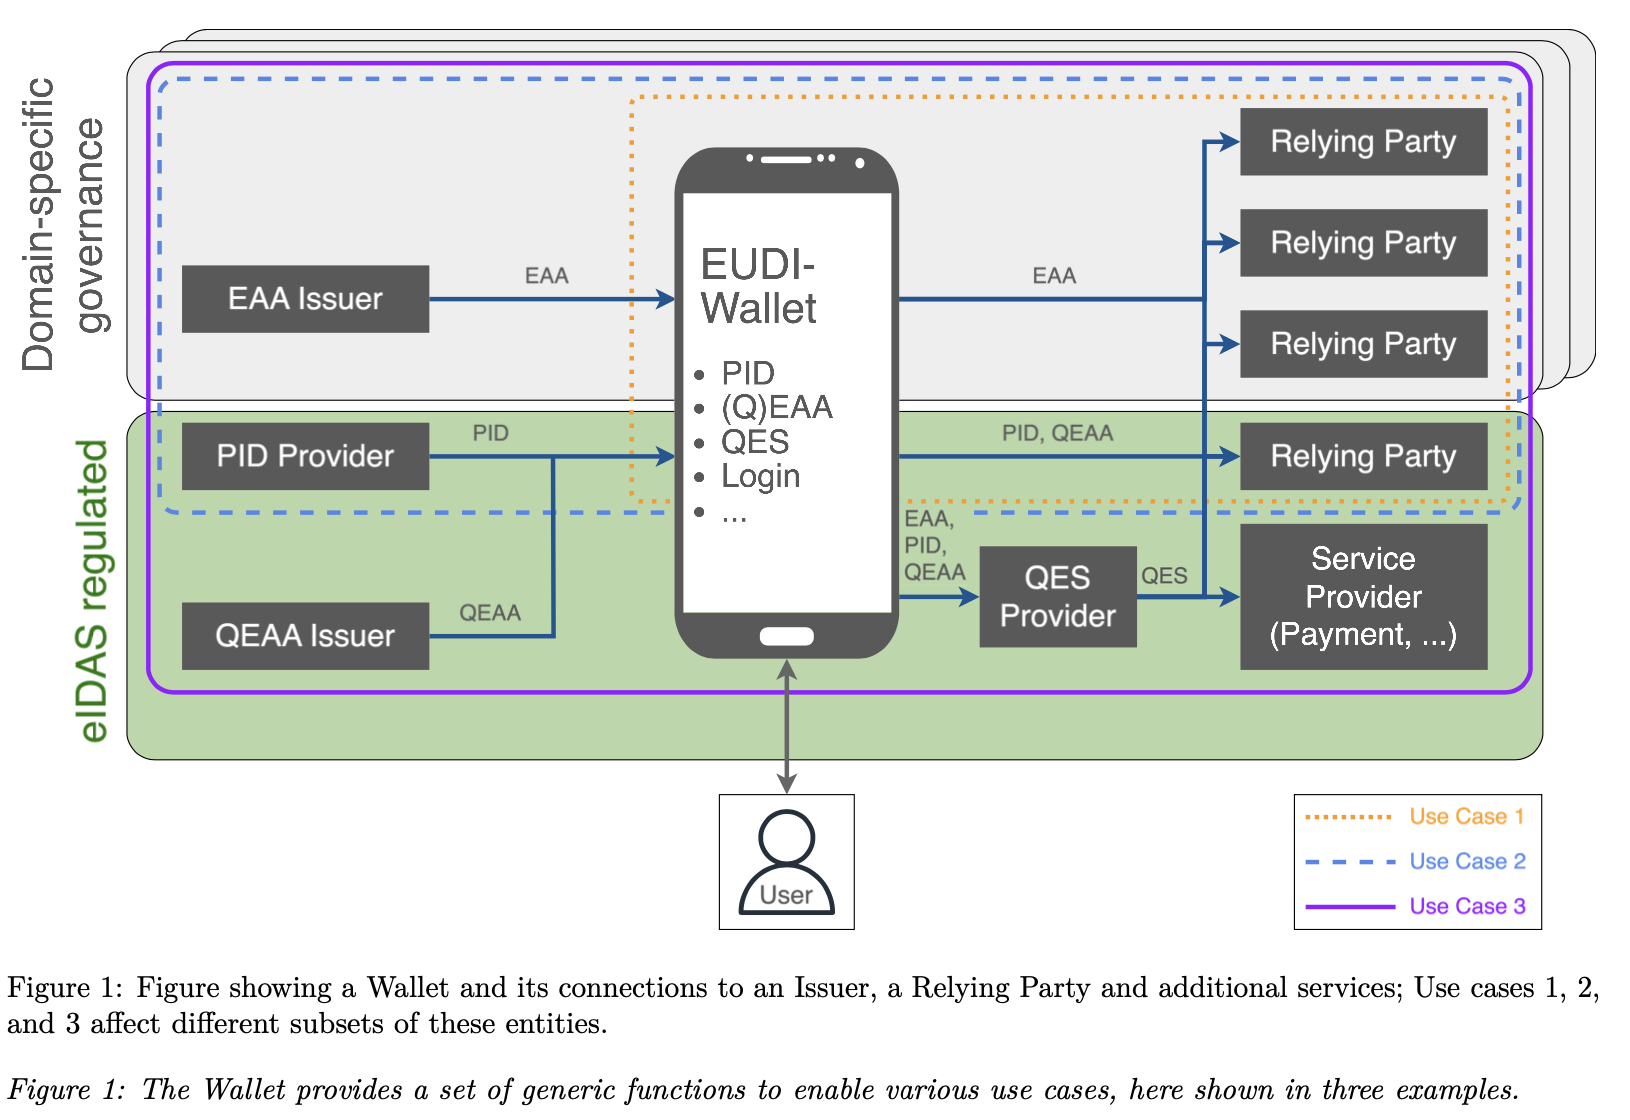 Domain-specific
governance
Relying Party
Relying Party
Relying Party
EAA Issuer
EAA
EUDI-
Wallet
• PID
• (Q)EAA
• QES
• Login
• ...
EAA
eIDAS regulated
PID Provider
PID
PID, QEAA
Relying Party
QEAA Issuer
QEAA
EAA,
PID,
QEAA
QES
Provider
QES
Service
Provider
(Payment, ...)
User
Use Case 1
Use Case 2
Use Case 3
Figure 1: Figure showing a Wallet and its connections to an Issuer, a Relying Party and additional services; Use cases 1, 2,
and 3 affect different subsets of these entities.
Figure 1: The Wallet provides a set of generic functions to enable various use cases, here shown in three examples.